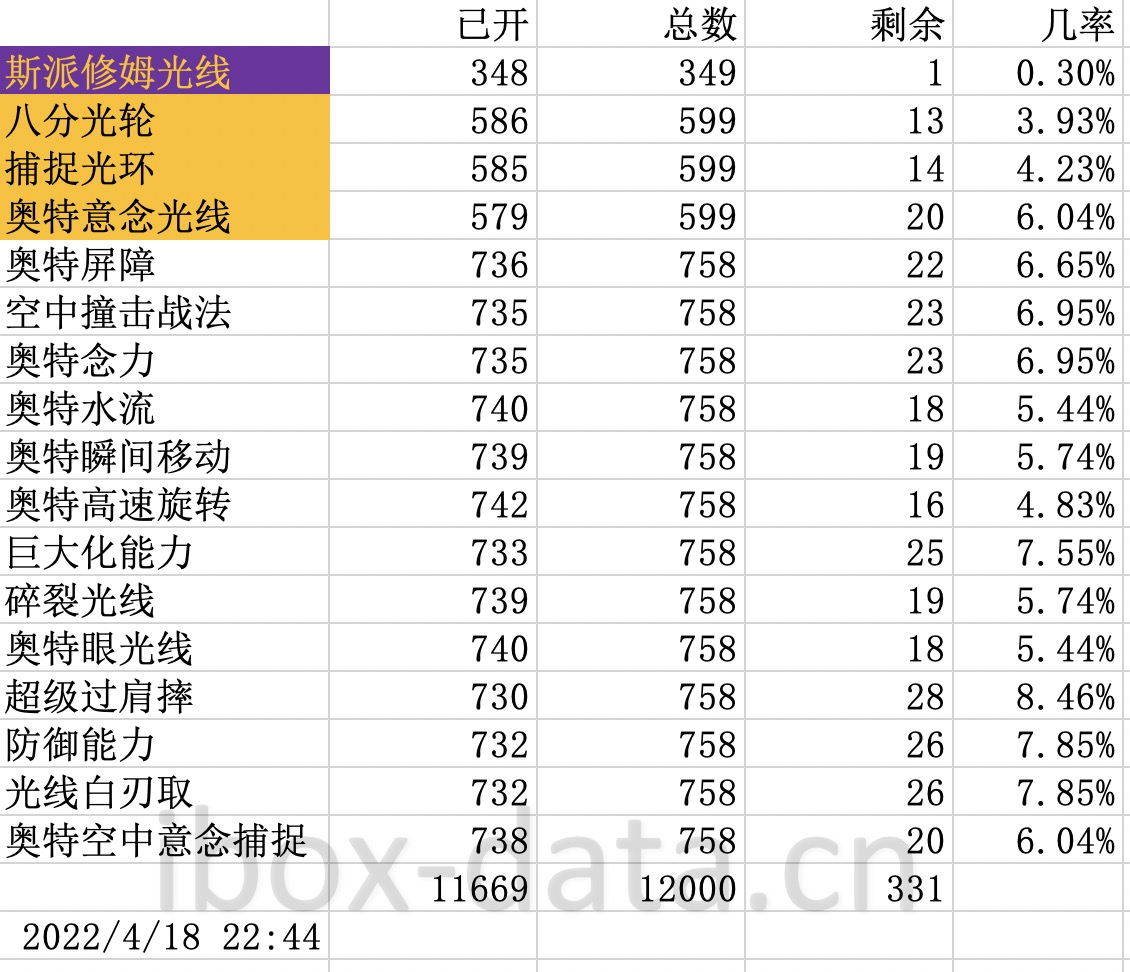 已开 总数 剩余 几率
斯派修姆光线 348 349 1 0.30%
八分光轮 586 599 13 3.93%
捕捉光环 585 599 14 4.23%
奥特意念光线 579 599 20 6.04%
奥特屏障 736 758 22 6.65%
空中撞击战法 735 758 23 6.95%
奥特念力 735 758 23 6.95%
奥特水流 740 758 18 5.44%
奥特瞬间移动 739 758 19 5.74%
奥特高速旋转 742 758 16 4.83%
巨大化能力 733 758 25 7.55%
碎裂光线 739 758 19 5.74%
奥特眼光线 740 758 18 5.44%
超级过肩摔 730 758 28 8.46%
防御能力 732 758 26 7.85%
光线白刃取 732 758 26 7.85%
奥特空中意念捕捉 738 758 20 6.04%
ibox-data.cn
11669 12000 331
2022/4/18 22:44